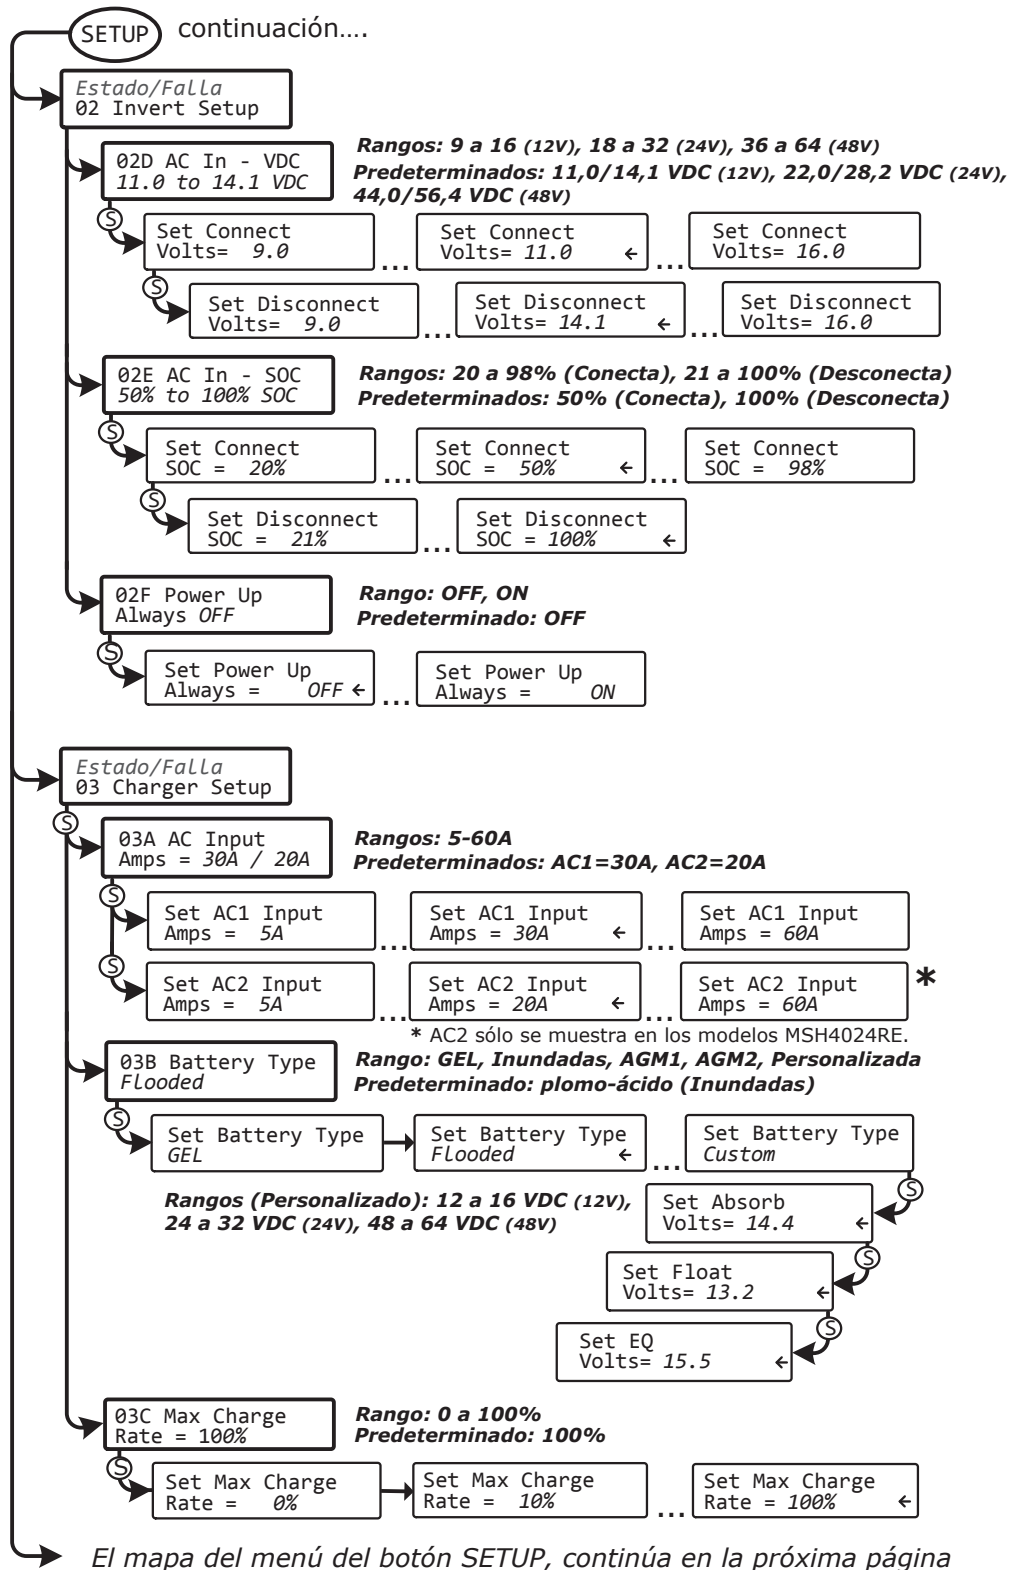 SETUP continuación....
Estado/Falla
02 Invert Setup
02D AC In - VDC
11.0 to 14.1 VDC
Rangos: 9 a 16 (12V), 18 a 32 (24V), 36 a 64 (48V)
Predeterminados: 11,0/14,1 VDC (12V), 22,0/28,2 VDC (24V),
44,0/56,4 VDC (48V)
S
Set Connect
Volts= 9.0
...
Set Connect
Volts= 11.0 ←
...
Set Connect
Volts= 16.0
S
Set Disconnect
Volts= 9.0
...
Set Disconnect
Volts= 14.1 ←
...
Set Disconnect
Volts= 16.0
02E AC In - SOC
50% to 100% SOC
Rangos: 20 a 98% (Conecta), 21 a 100% (Desconecta)
Predeterminados: 50% (Conecta), 100% (Desconecta)
S
Set Connect
SOC = 20%
...
Set Connect
SOC = 50% ←
...
Set Connect
SOC = 98%
S
Set Disconnect
SOC = 21%
...
Set Disconnect
SOC = 100% ←
02F Power Up
Always OFF
Rango: OFF, ON
Predeterminado: OFF
S
Set Power Up
Always = OFF ←
...
Set Power Up
Always = ON
Estado/Falla
03 Charger Setup
S
03A AC Input
Amps = 30A / 20A
Rangos: 5-60A
Predeterminados: AC1=30A, AC2=20A
S
Set AC1 Input
Amps = 5A
...
Set AC1 Input
Amps = 30A ←
...
Set AC1 Input
Amps = 60A
S
Set AC2 Input
Amps = 5A
...
Set AC2 Input
Amps = 20A ←
...
Set AC2 Input
Amps = 60A
*
* AC2 sólo se muestra en los modelos MSH4024RE.
03B Battery Type
Flooded
Rango: GEL, Inundadas, AGM1, AGM2, Personalizada
Predeterminado: plomo-ácido (Inundadas)
S
Set Battery Type
GEL
Set Battery Type
Flooded ←
...
Set Battery Type
Custom
S
Rangos (Personalizado): 12 a 16 VDC (12V),
24 a 32 VDC (24V), 48 a 64 VDC (48V)
Set Absorb
Volts= 14.4 ←
S
Set Float
Volts= 13.2 ←
S
Set EQ
Volts= 15.5 ←
03C Max Charge
Rate = 100%
Rango: 0 a 100%
Predeterminado: 100%
S
Set Max Charge
Rate = 0%
Set Max Charge
Rate = 10%
...
Set Max Charge
Rate = 100% ←
El mapa del menú del botón SETUP, continúa en la próxima página